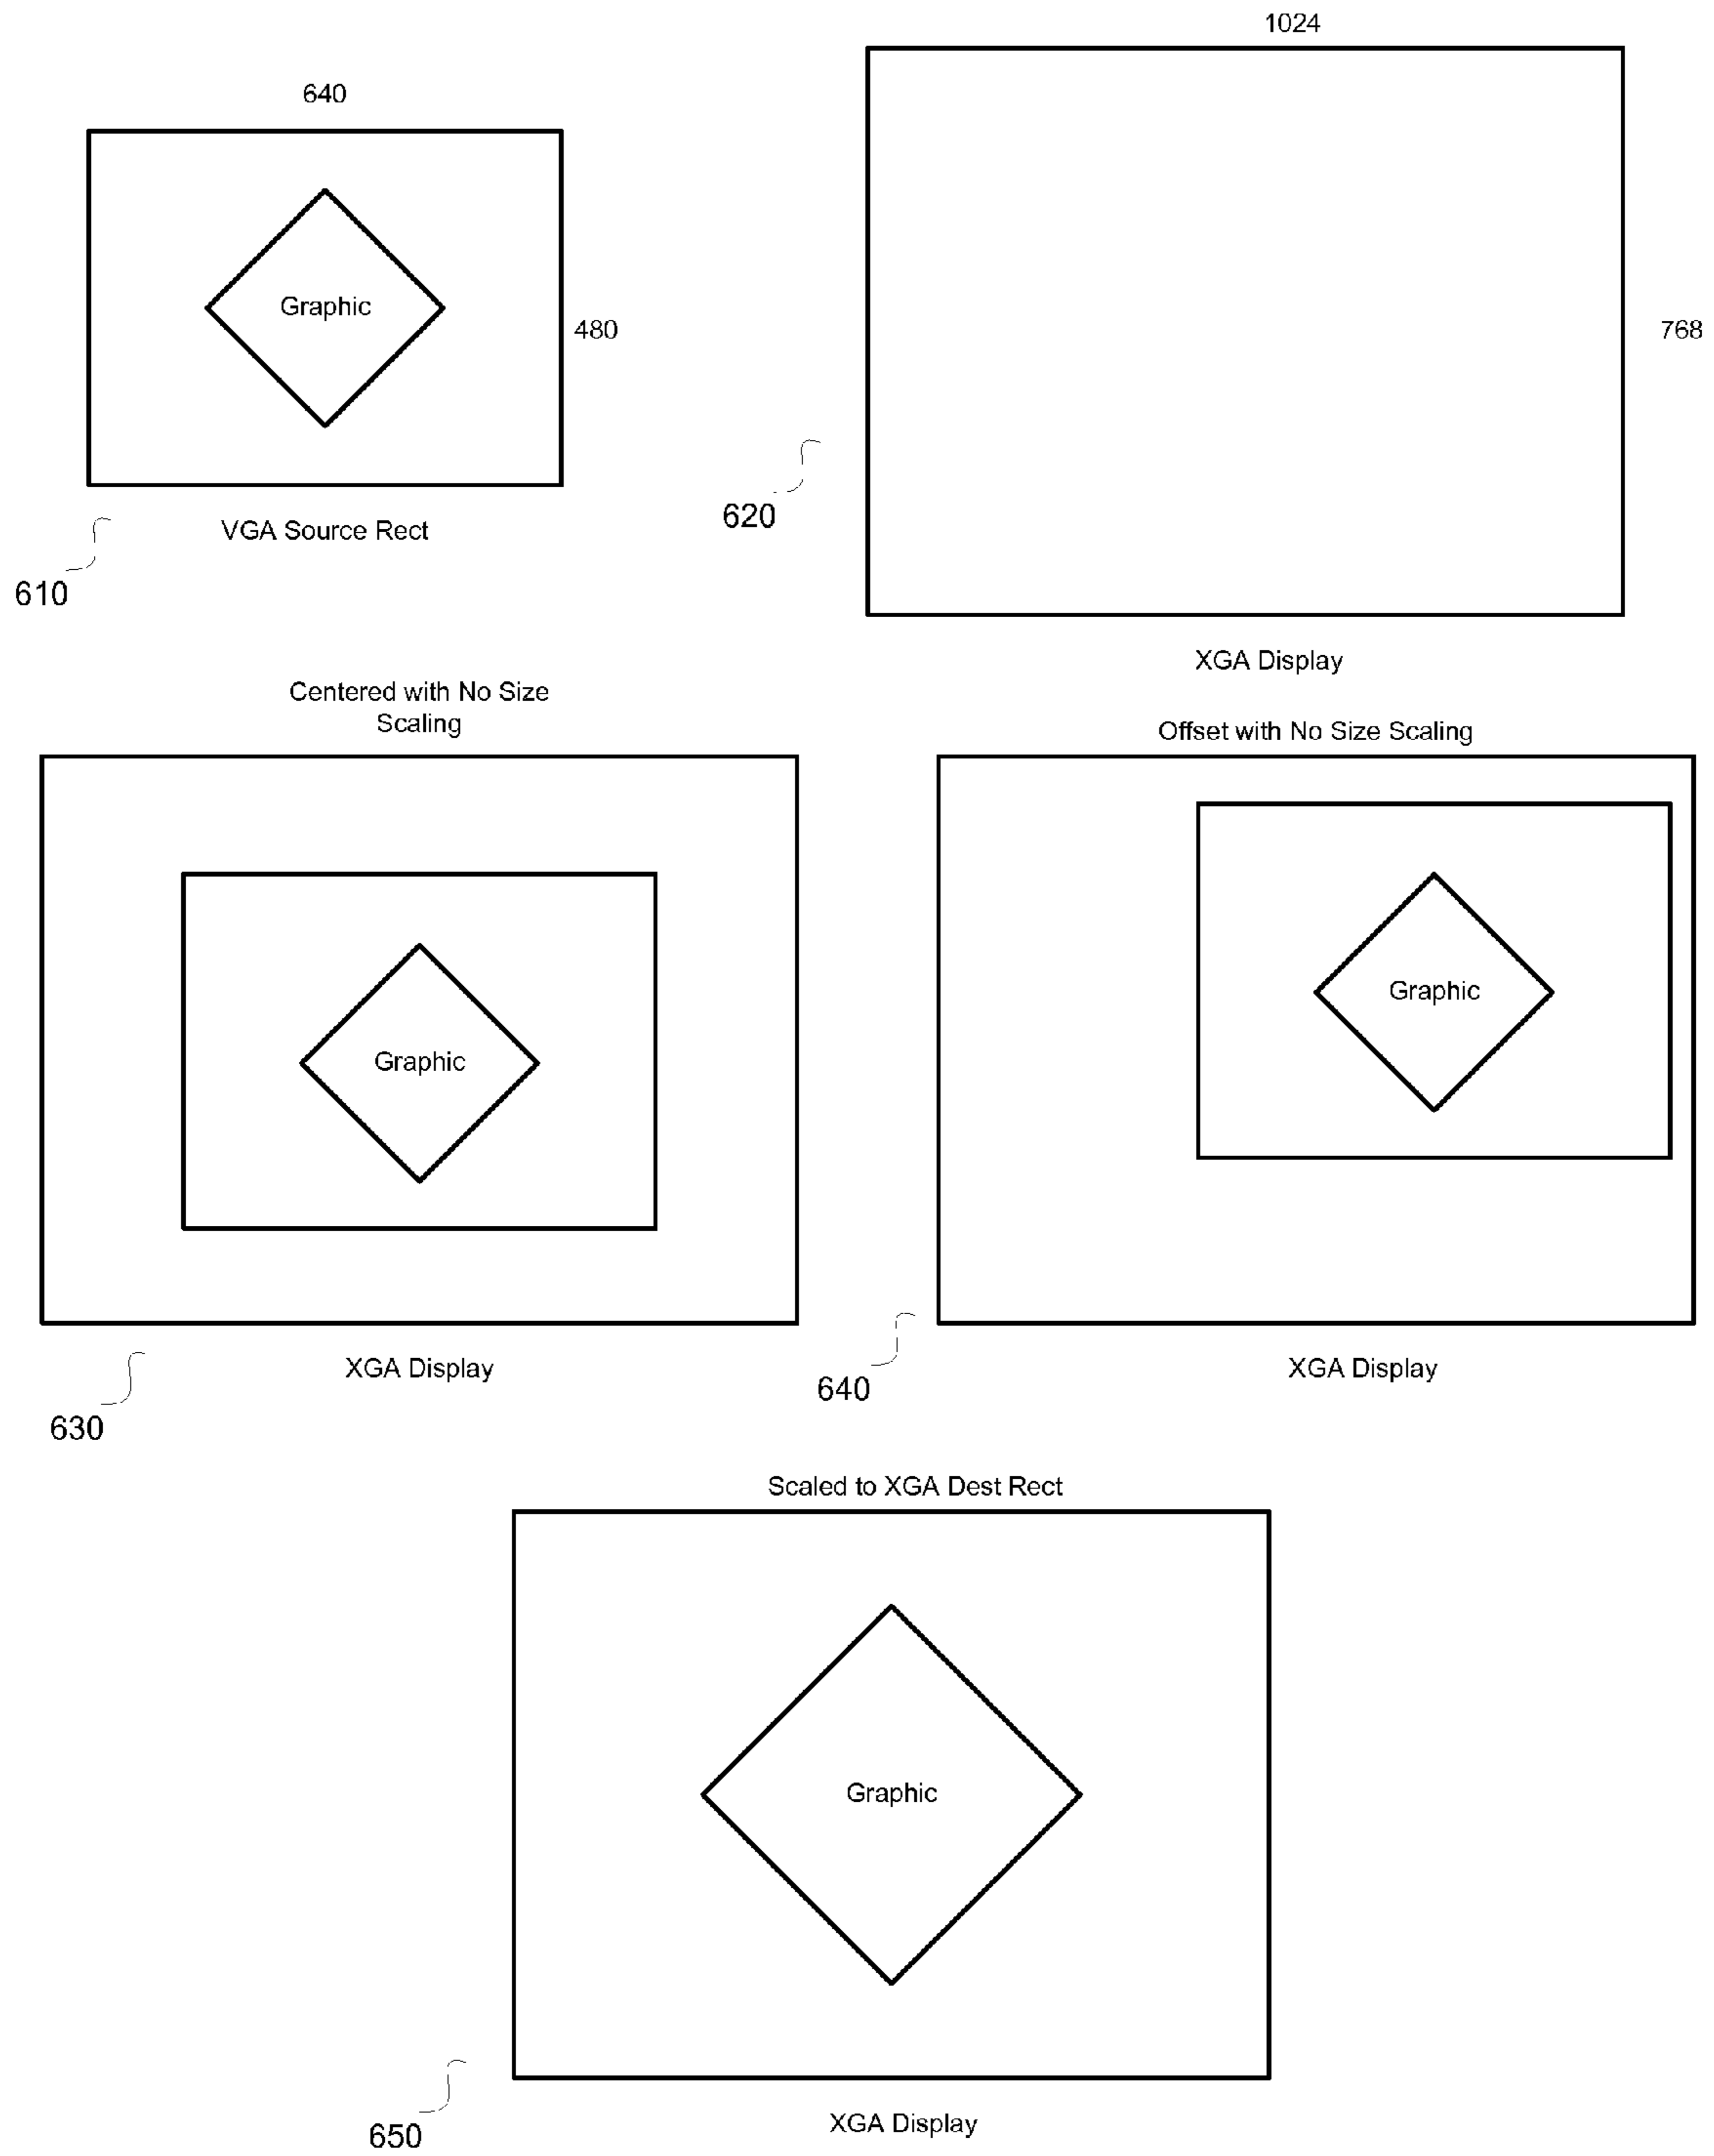 1024
640
Graphic
480
768
620
VGA Source Rect
610
XGA Display
Centered with No Size
Scaling
Offset with No Size Scaling
Graphic
Graphic
XGA Display
XGA Display
640
630
Scaled to XGA Dest Rect
Graphic
XGA Display
650